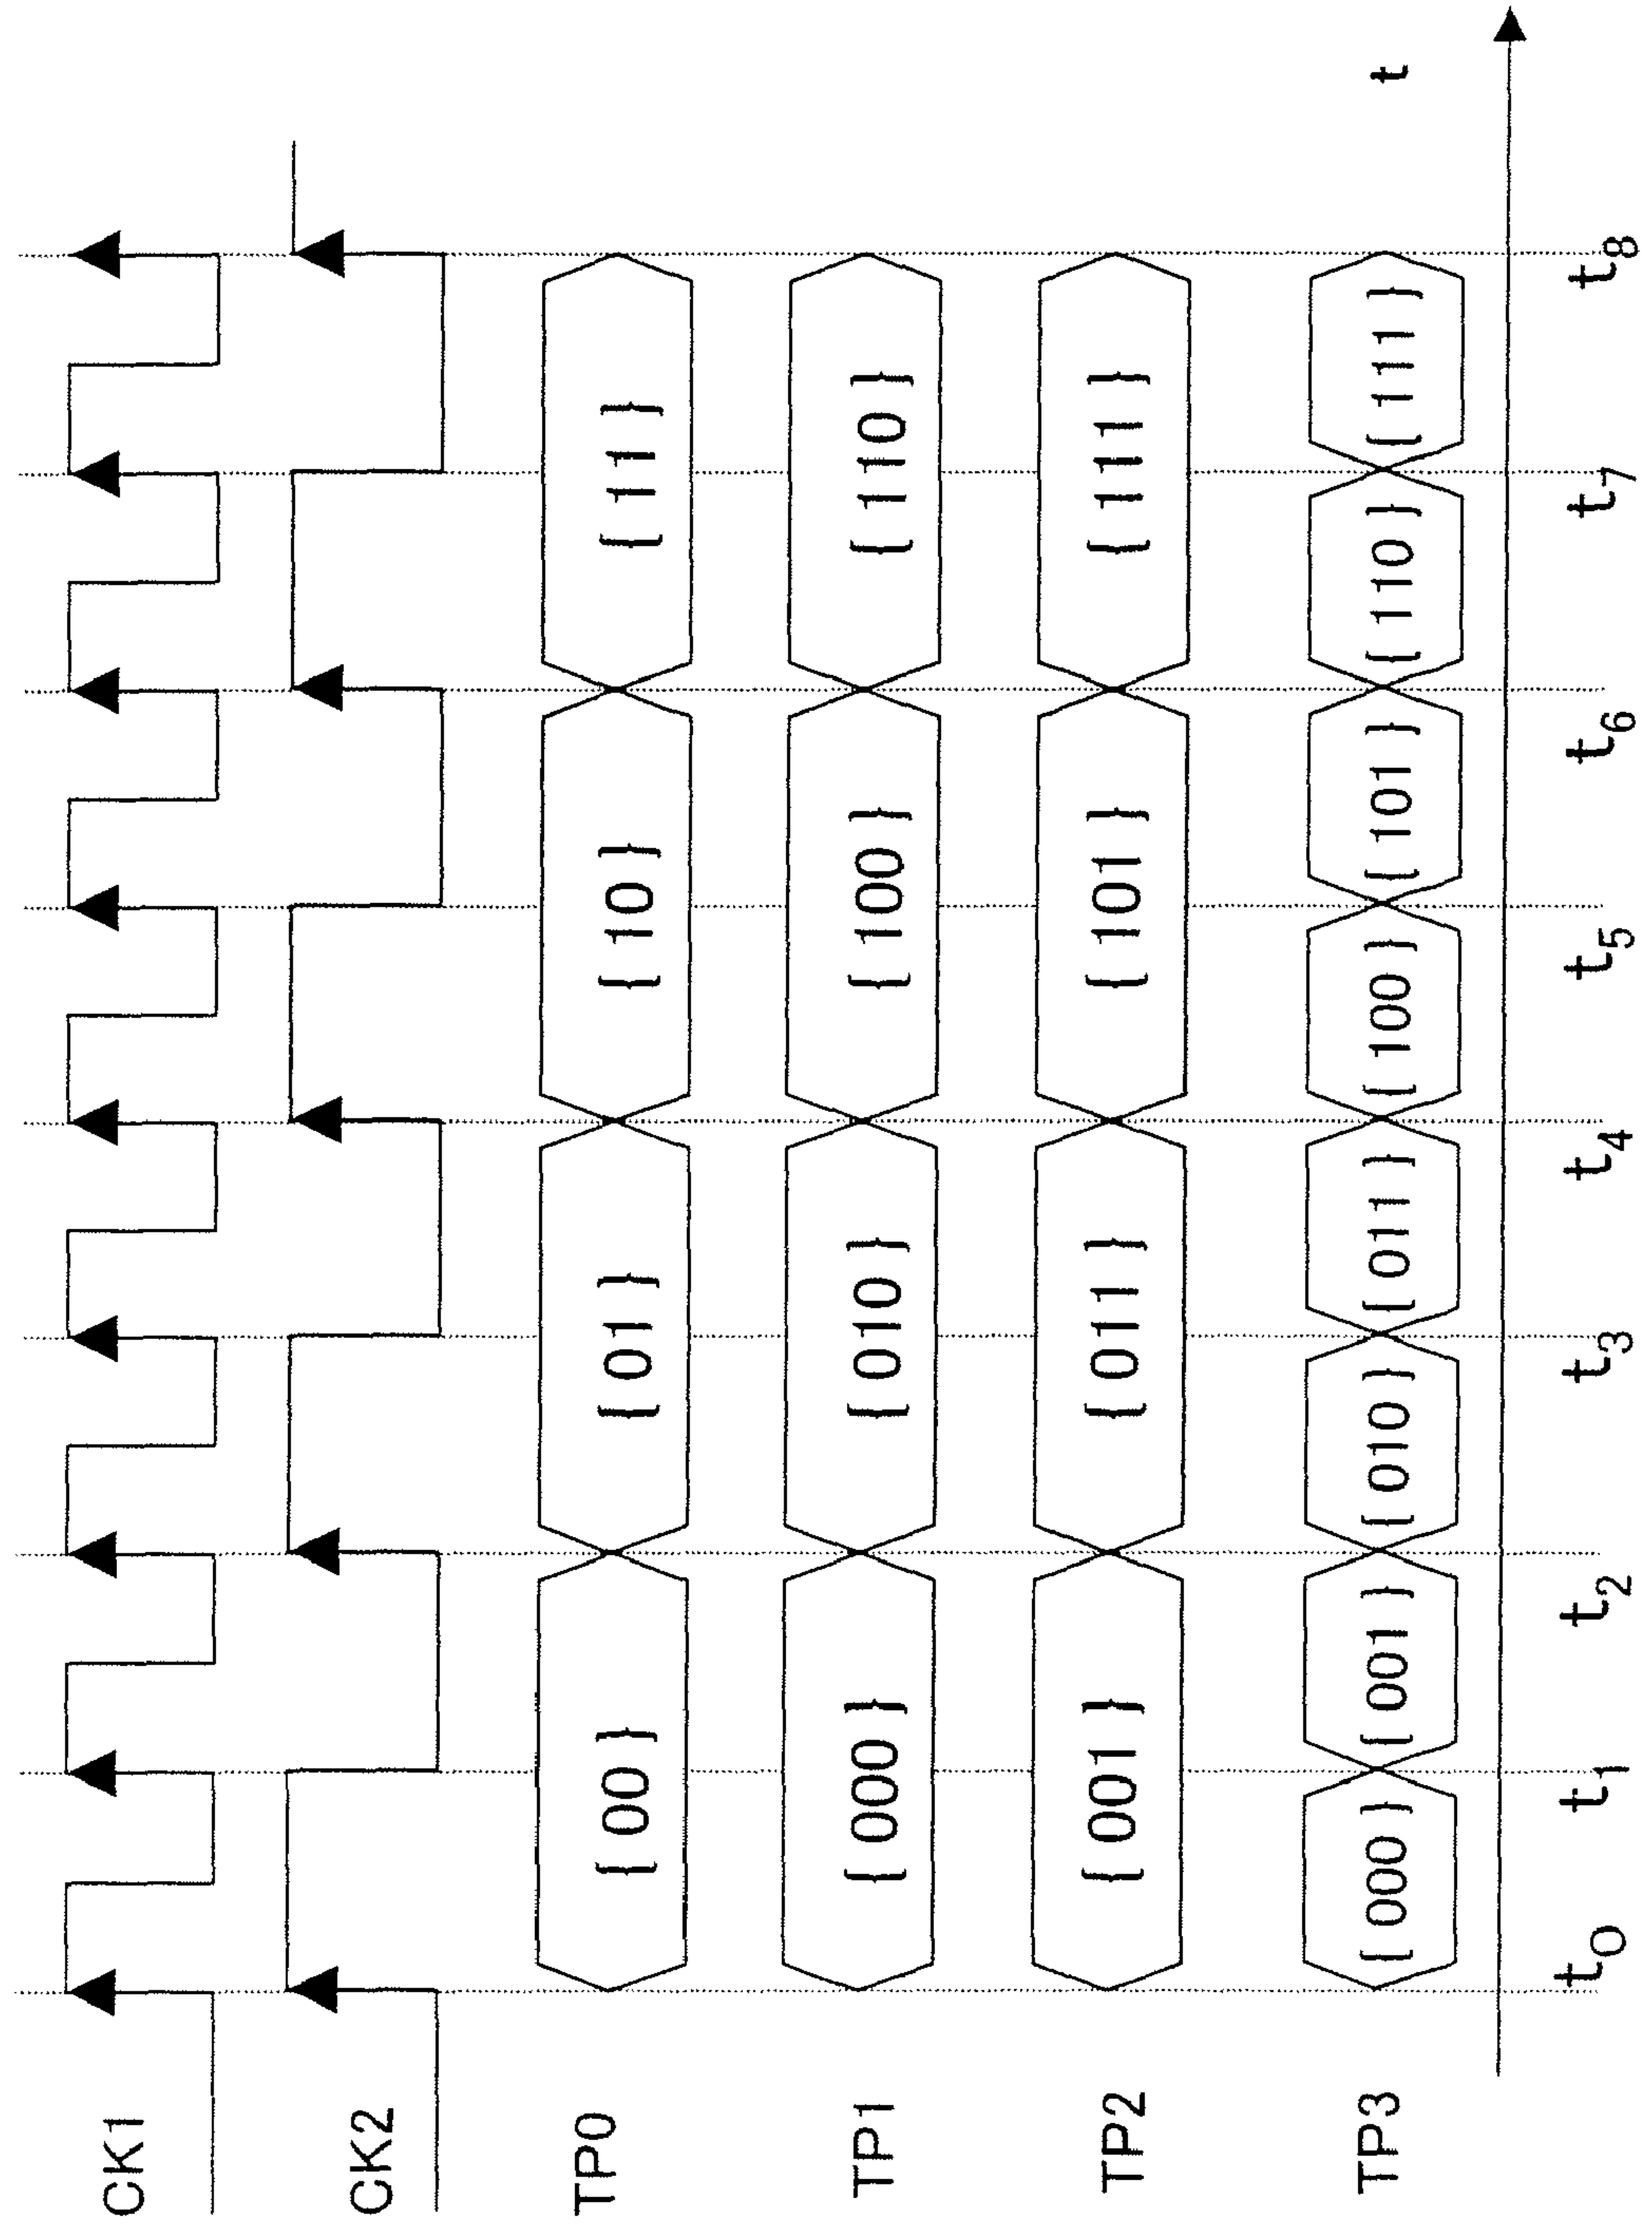 CK1
CK2
TP0 { 00 } { 01 } { 10 } { 11 }
TP1 { 000 } { 010 } { 100 } { 110 }
TP2 { 001 } { 011 } { 101 } { 111 }
TP3 { 000 } { 001 } { 010 } { 011 } { 100 } { 101 } { 110 } { 111 }
t
t0 t1 t2 t3 t4 t5 t6 t7 t8